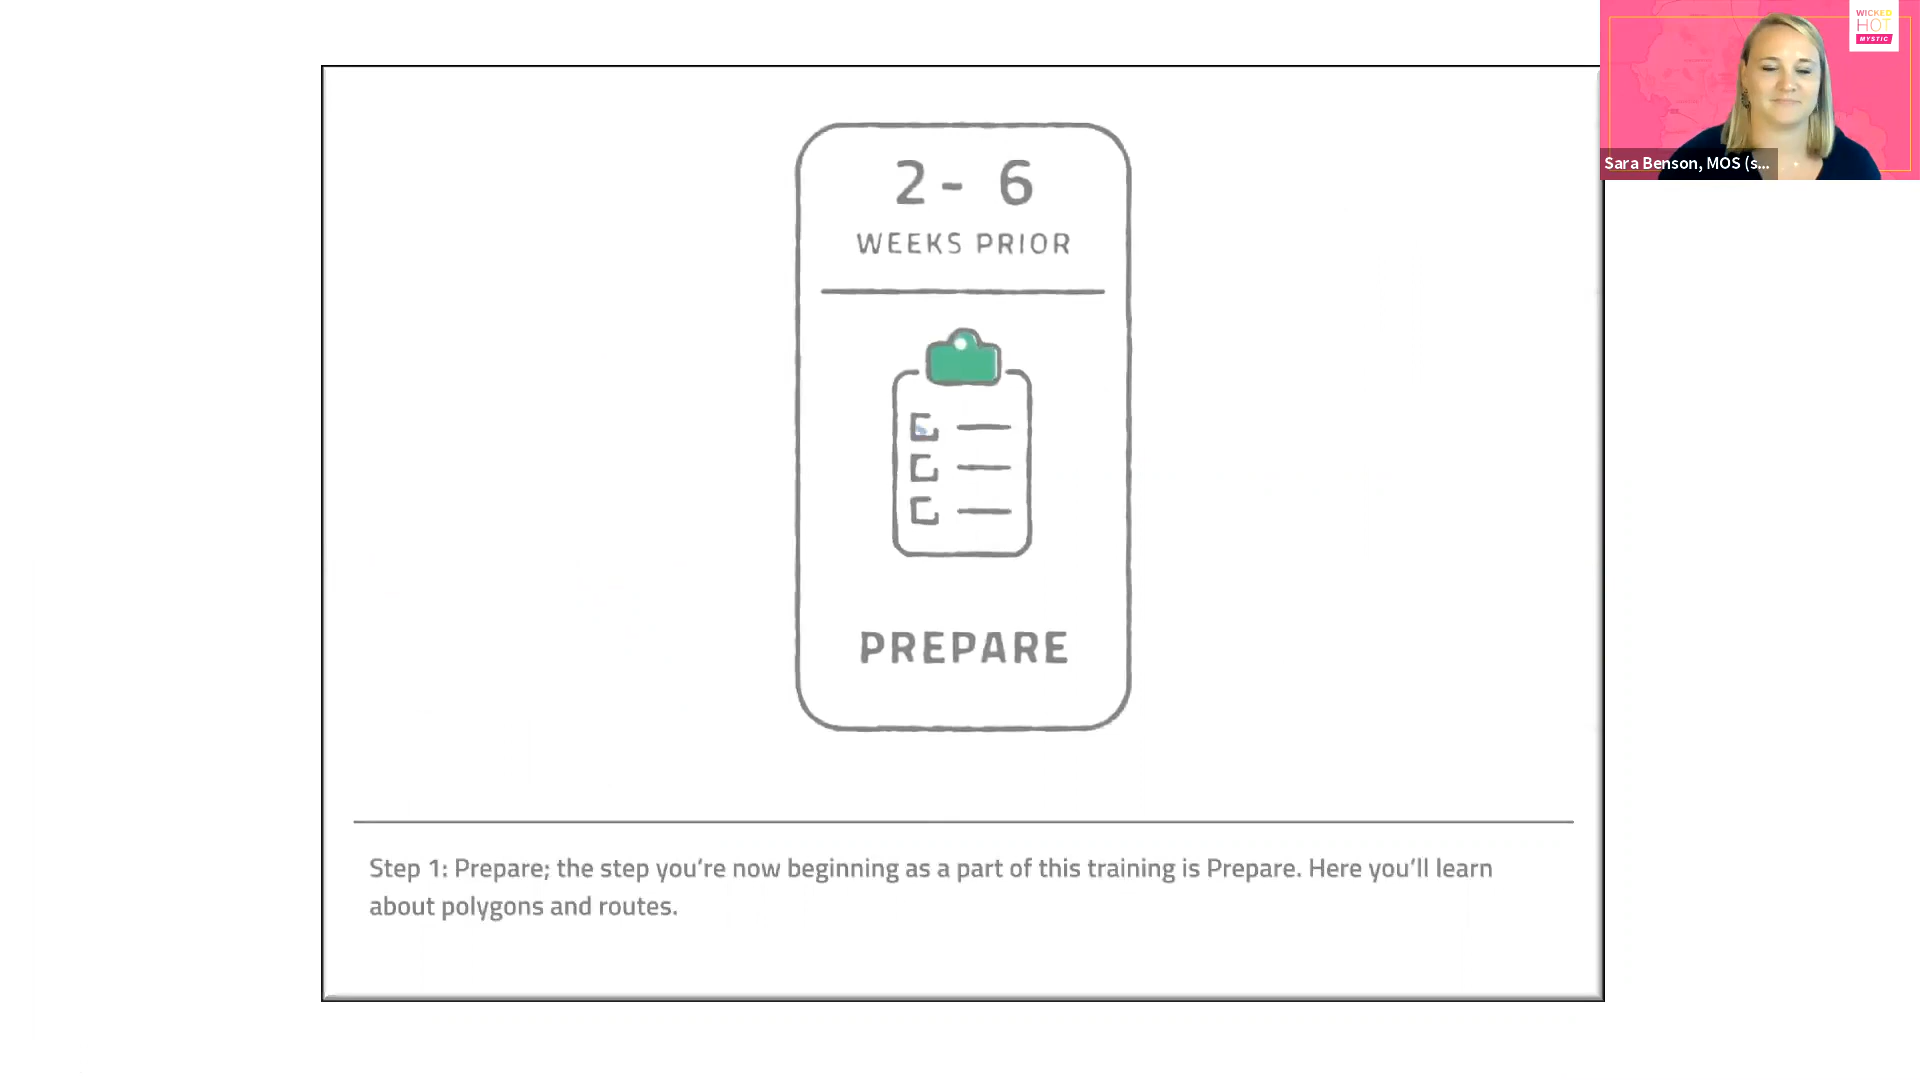 WICKED
HOT
MYSTIC
Sara Benson, MOS (s...
2- 6
WEEKS PRIOR
PREPARE
Step 1: Prepare; the step you’re now beginning as a part of this training is Prepare. Here you’ll learn
about polygons and routes.